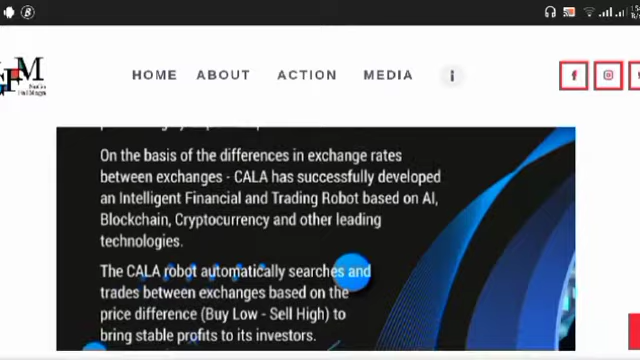 HOME ABOUT ACTION MEDIA i
On the basis of the differences in exchange rates
between exchanges - CALA has successfully developed
an Intelligent Financial and Trading Robot based on AI,
Blockchain, Cryptocurrency and other leading
technologies.
The CALA robot automatically searches and
trades between exchanges based on the
price difference (Buy Low - Sell High) to
bring stable profits to its investors.